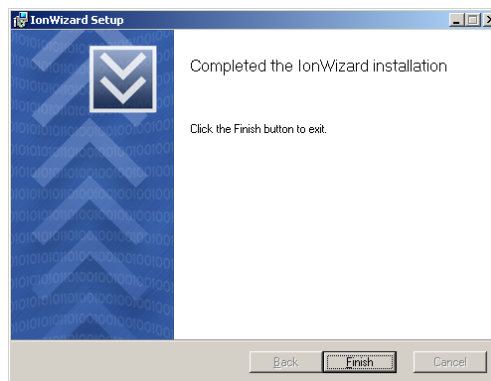 IonWizard Setup
Completed the IonWizard installation
Click the Finish button to exit.
Back
Finish
Cancel